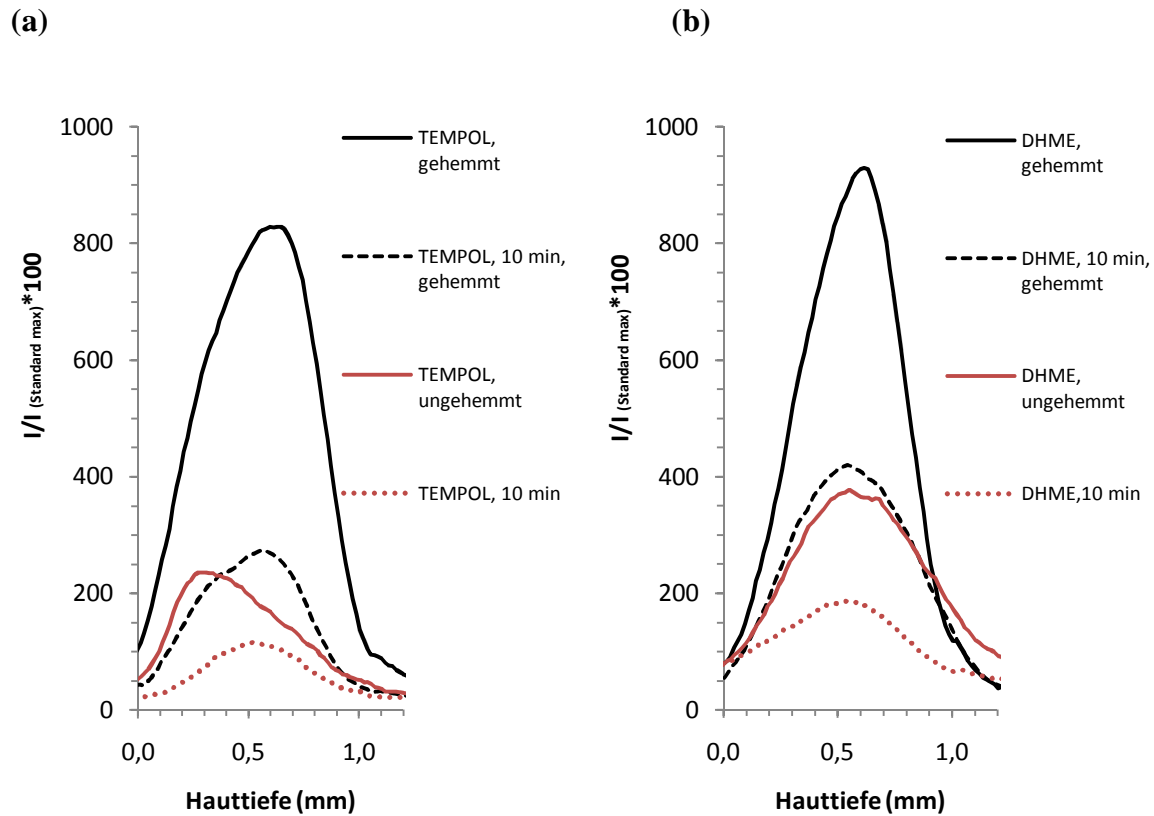 (a)
1000
800
600
400
200
0
0,0
0,5
1,0
I/I (Standard max)*100
Hauttiefe (mm)
TEMPOL,
gehemmt
TEMPOL, 10 min,
gehemmt
TEMPOL,
ungehemmt
TEMPOL, 10 min
(b)
1000
800
600
400
200
0
0,0
0,5
1,0
I/I (Standard max)*100
Hauttiefe (mm)
DHME,
gehemmt
DHME, 10 min,
gehemmt
DHME,
ungehemmt
DHME,10 min